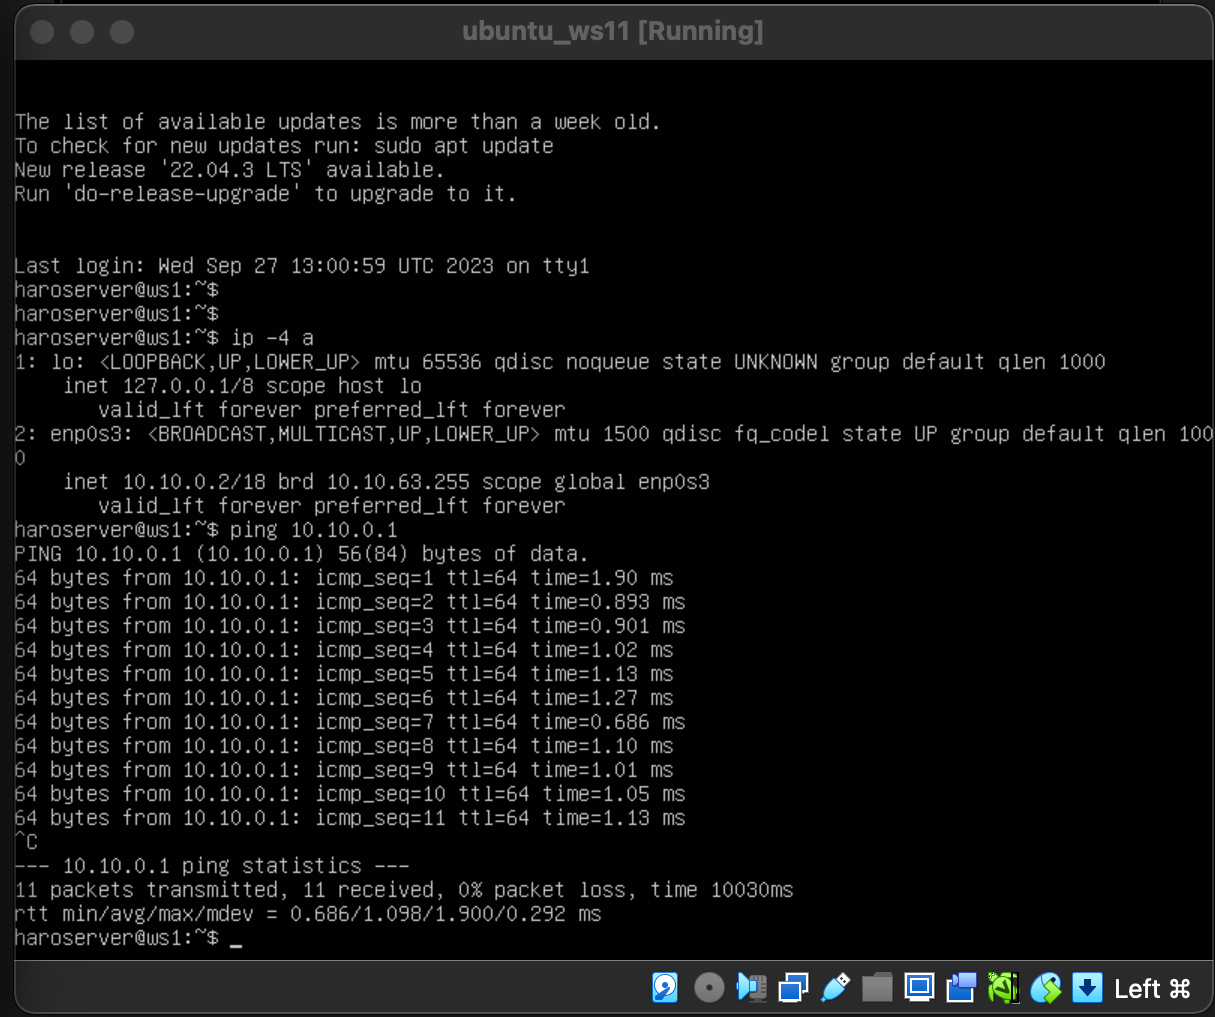 ubuntu_ws11 [Running]
The list of available updates is more than a week old.
To check for new updates run: sudo apt update
New release '22.04.3 LTS' available.
Run 'do-release-upgrade' to upgrade to it.
Last login: Wed Sep 27 13:00:59 UTC 2023 on tty1
haroserver@ws1:~$
haroserver@ws1:~$
haroserver@ws1:~$ ip -4 a
1: lo: <LOOPBACK,UP,LOWER_UP> mtu 65536 qdisc noqueue state UNKNOWN group default qlen 1000
    inet 127.0.0.1/8 scope host lo
       valid_lft forever preferred_lft forever
2: enp0s3: <BROADCAST,MULTICAST,UP,LOWER_UP> mtu 1500 qdisc fq_codel state UP group default qlen 100
0
    inet 10.10.0.2/18 brd 10.10.63.255 scope global enp0s3
       valid_lft forever preferred_lft forever
haroserver@ws1:~$ ping 10.10.0.1
PING 10.10.0.1 (10.10.0.1) 56(84) bytes of data.
64 bytes from 10.10.0.1: icmp_seq=1 ttl=64 time=1.90 ms
64 bytes from 10.10.0.1: icmp_seq=2 ttl=64 time=0.893 ms
64 bytes from 10.10.0.1: icmp_seq=3 ttl=64 time=0.901 ms
64 bytes from 10.10.0.1: icmp_seq=4 ttl=64 time=1.02 ms
64 bytes from 10.10.0.1: icmp_seq=5 ttl=64 time=1.13 ms
64 bytes from 10.10.0.1: icmp_seq=6 ttl=64 time=1.27 ms
64 bytes from 10.10.0.1: icmp_seq=7 ttl=64 time=0.686 ms
64 bytes from 10.10.0.1: icmp_seq=8 ttl=64 time=1.10 ms
64 bytes from 10.10.0.1: icmp_seq=9 ttl=64 time=1.01 ms
64 bytes from 10.10.0.1: icmp_seq=10 ttl=64 time=1.05 ms
64 bytes from 10.10.0.1: icmp_seq=11 ttl=64 time=1.13 ms
^C
--- 10.10.0.1 ping statistics ---
11 packets transmitted, 11 received, 0% packet loss, time 10030ms
rtt min/avg/max/mdev = 0.686/1.098/1.900/0.292 ms
haroserver@ws1:~$ _
Left ⌘